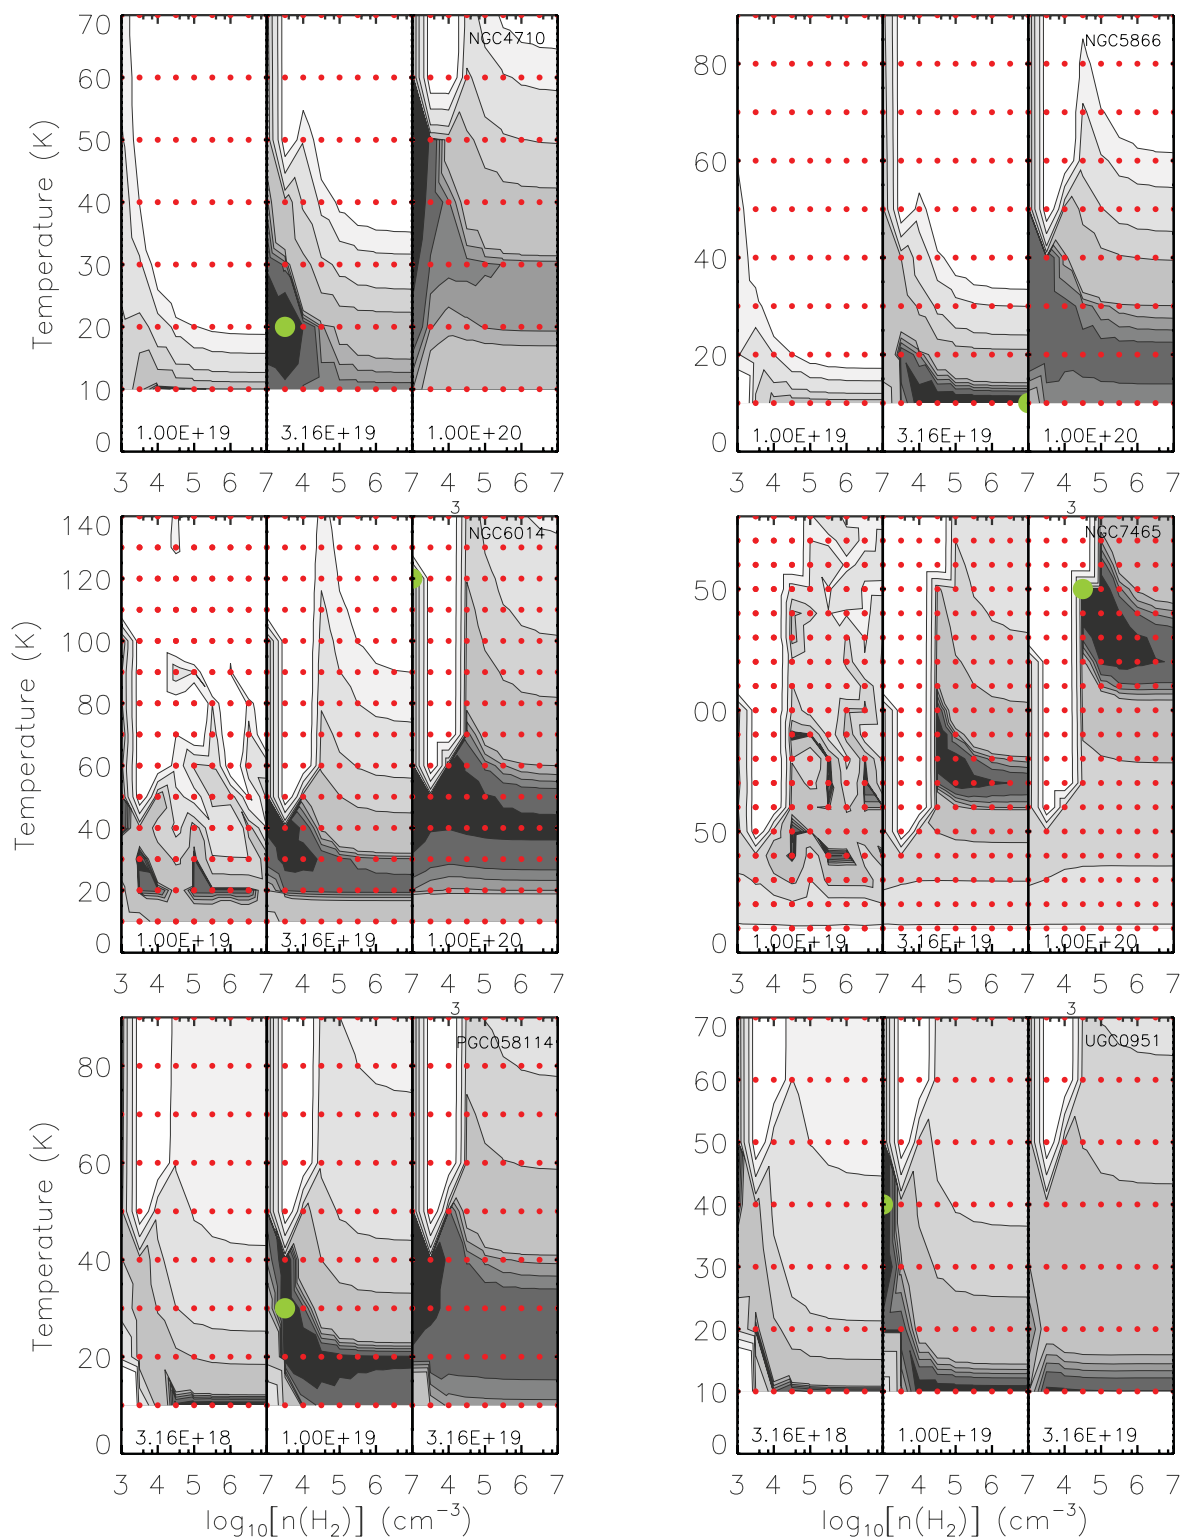 70
60
50
40
30
20
10
0
Temperature (K)
NGC4710
1.00E+19
3.16E+19
1.00E+20
3 4 5 6 7 4 5 6 7 4 5 6 7
80
60
40
20
0
NGC5866
1.00E+19
3.16E+19
1.00E+20
3 4 5 6 7 4 5 6 7 4 5 6 7
3
3
140
120
100
80
60
40
20
0
Temperature (K)
NGC6014
1.00E+19
3.16E+19
1.00E+20
3 4 5 6 7 4 5 6 7 4 5 6 7
50
00
50
0
NGC7465
1.00E+19
3.16E+19
1.00E+20
3 4 5 6 7 4 5 6 7 4 5 6 7
3
3
80
60
40
20
0
Temperature (K)
PGC058114
3.16E+18
1.00E+19
3.16E+19
3 4 5 6 7 4 5 6 7 4 5 6 7
log₁₀[n(H₂)] (cm⁻³)
70
60
50
40
30
20
10
0
UGC0951
3.16E+18
1.00E+19
3.16E+19
3 4 5 6 7 4 5 6 7 4 5 6 7
log₁₀[n(H₂)] (cm⁻³)